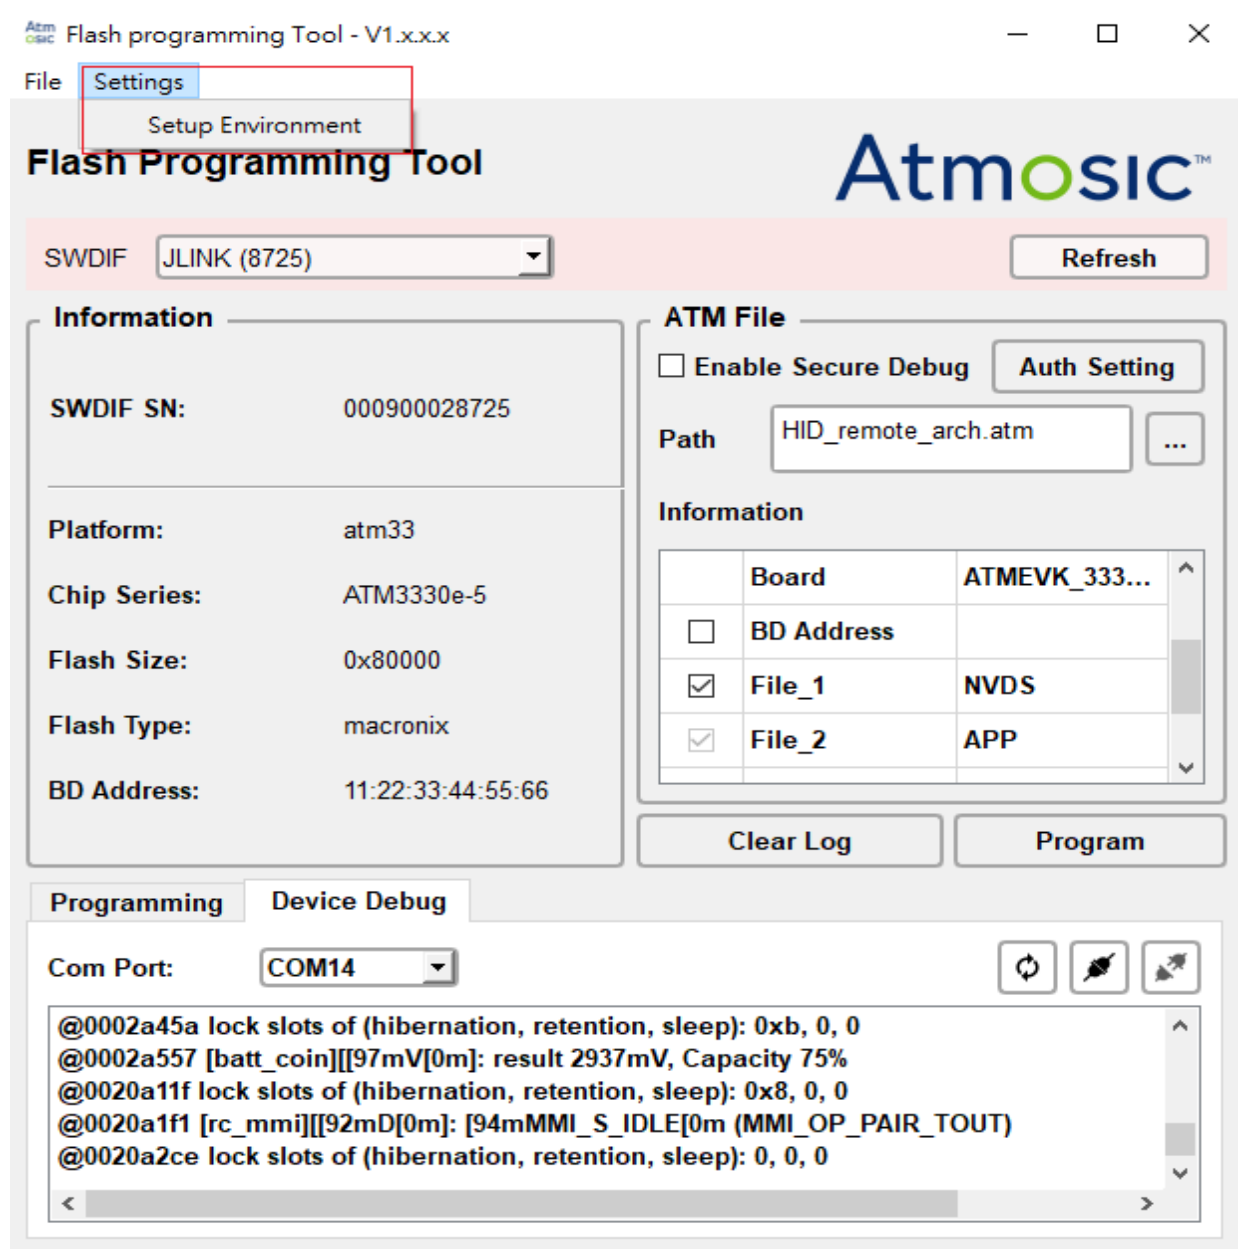 Atmosic Flash programming Tool - V1.x.x.x
File Settings
Setup Environment
Flash Programming Tool
Atmosic™
SWDIF JLINK (8725) Refresh
Information
SWDIF SN: 000900028725
Platform: atm33
Chip Series: ATM3330e-5
Flash Size: 0x80000
Flash Type: macronix
BD Address: 11:22:33:44:55:66
ATM File
Enable Secure Debug Auth Setting
Path HID_remote_arch.atm ...
Information
Board ATMEVK_333...
BD Address
File_1 NVDS
File_2 APP
Clear Log Program
Programming Device Debug
Com Port: COM14
@0002a45a lock slots of (hibernation, retention, sleep): 0xb, 0, 0
@0002a557 [batt_coin][[97mV[0m]: result 2937mV, Capacity 75%
@0020a11f lock slots of (hibernation, retention, sleep): 0x8, 0, 0
@0020a1f1 [rc_mmi][[92mD[0m]: [94mMMI_S_IDLE[0m (MMI_OP_PAIR_TOUT)
@0020a2ce lock slots of (hibernation, retention, sleep): 0, 0, 0